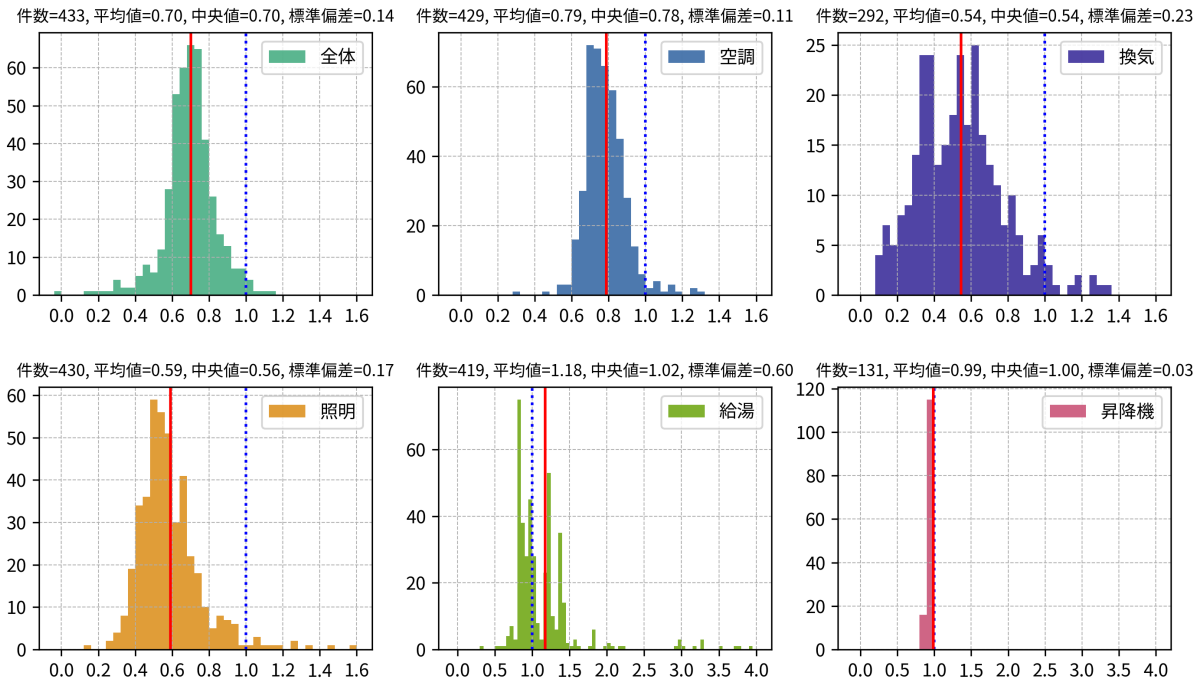 件数=433, 平均値=0.70, 中央値=0.70, 標準偏差=0.14
全体
60
50
40
30
20
10
0
0.0 0.2 0.4 0.6 0.8 1.0 1.2 1.4 1.6
件数=429, 平均値=0.79, 中央値=0.78, 標準偏差=0.11
空調
60
40
20
0
0.0 0.2 0.4 0.6 0.8 1.0 1.2 1.4 1.6
件数=292, 平均値=0.54, 中央値=0.54, 標準偏差=0.23
換気
25
20
15
10
5
0
0.0 0.2 0.4 0.6 0.8 1.0 1.2 1.4 1.6
件数=430, 平均値=0.59, 中央値=0.56, 標準偏差=0.17
照明
60
50
40
30
20
10
0
0.0 0.2 0.4 0.6 0.8 1.0 1.2 1.4 1.6
件数=419, 平均値=1.18, 中央値=1.02, 標準偏差=0.60
給湯
60
40
20
0
0.0 0.5 1.0 1.5 2.0 2.5 3.0 3.5 4.0
件数=131, 平均値=0.99, 中央値=1.00, 標準偏差=0.03
昇降機
120
100
80
60
40
20
0
0.0 0.5 1.0 1.5 2.0 2.5 3.0 3.5 4.0